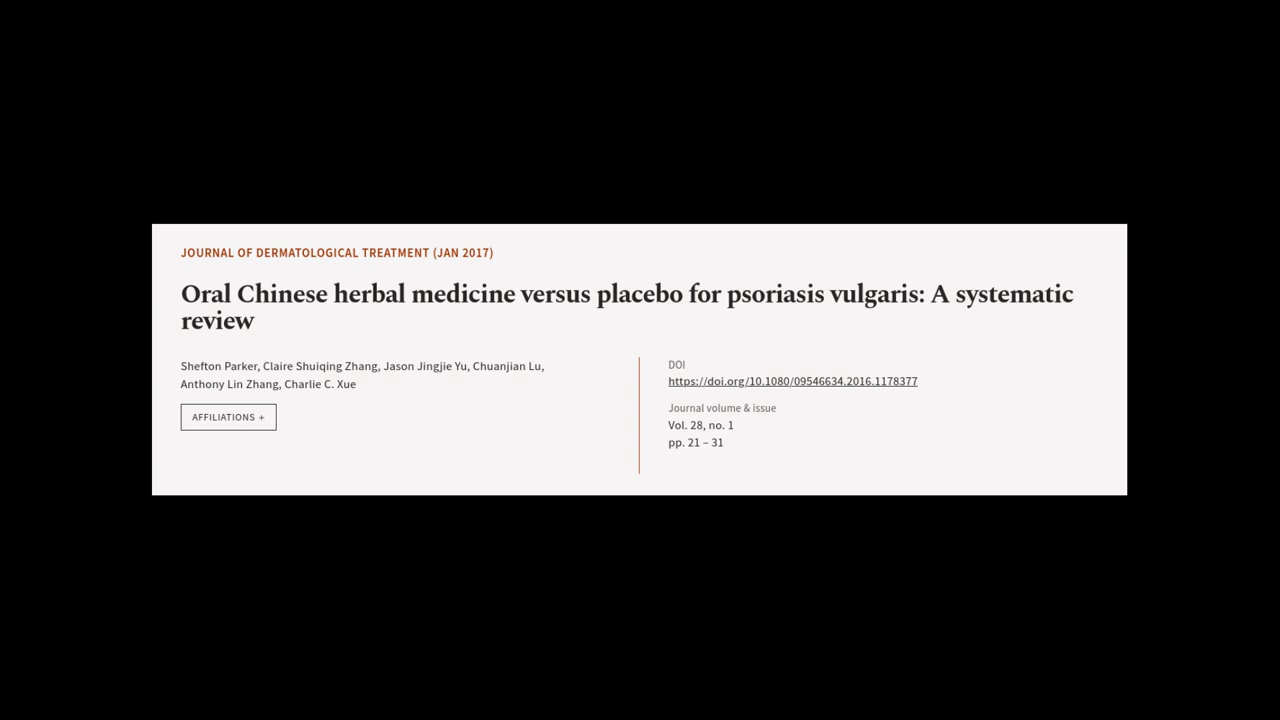 JOURNAL OF DERMATOLOGICAL TREATMENT (JAN 2017)
Oral Chinese herbal medicine versus placebo for psoriasis vulgaris: A systematic
review
Shefton Parker, Claire Shuiqing Zhang, Jason Jingjie Yu, Chuanjian Lu,
Anthony Lin Zhang, Charlie C. Xue
AFFILIATIONS +
DOI
https://doi.org/10.1080/09546634.2016.1178377
Journal volume & issue
Vol. 28, no. 1
pp. 21 – 31